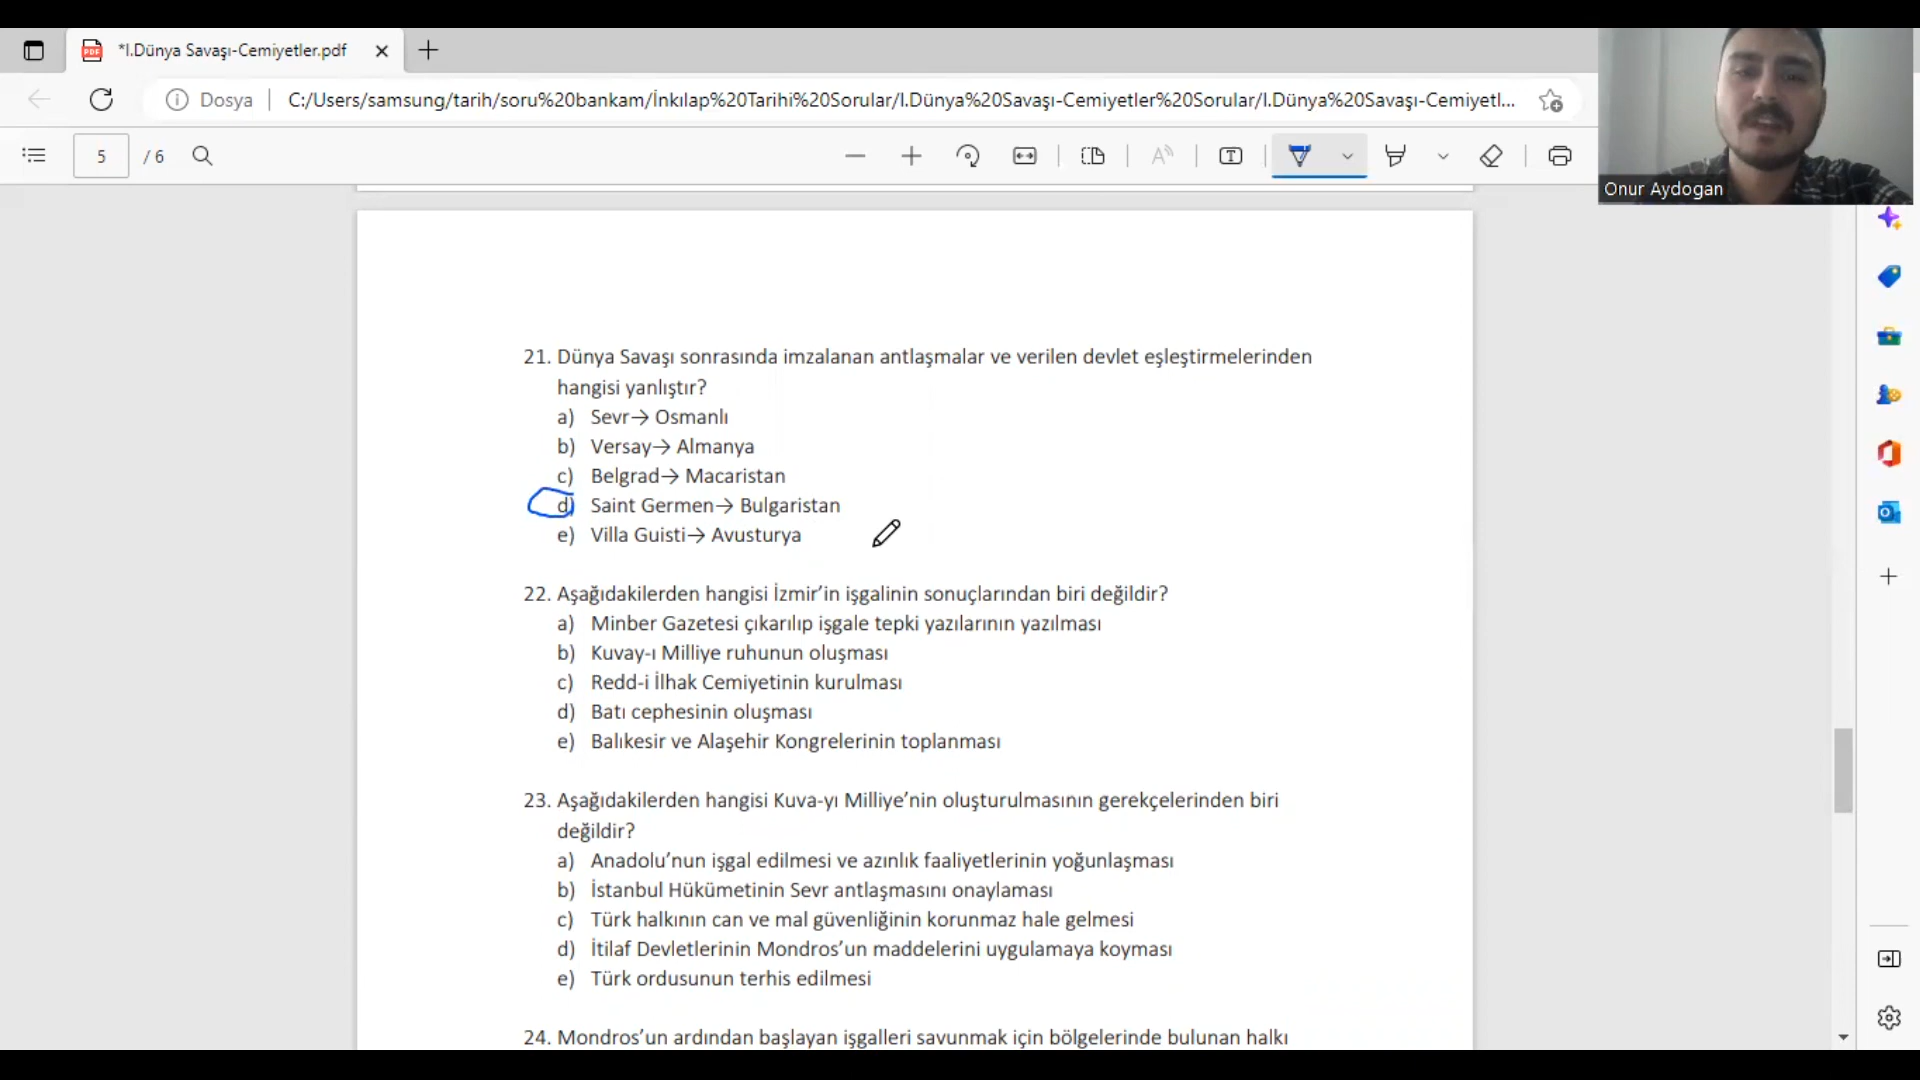 *I.Dünya Savaşı-Cemiyetler.pdf
Dosya C:/Users/samsung/tarih/soru%20bankam/İnkılap%20Tarihi%20Sorular/I.Dünya%20Savaşı-Cemiyetler%20Sorular/I.Dünya%20Savaşı-Cemiyetl...
5 / 6
Onur Aydogan
21. Dünya Savaşı sonrasında imzalanan antlaşmalar ve verilen devlet eşleştirmelerinden
hangisi yanlıştır?
a) Sevr→ Osmanlı
b) Versay→ Almanya
c) Belgrad→ Macaristan
d) Saint Germen→ Bulgaristan
e) Villa Guisti→ Avusturya
22. Aşağıdakilerden hangisi İzmir’in işgalinin sonuçlarından biri değildir?
a) Minber Gazetesi çıkarılıp işgale tepki yazılarının yazılması
b) Kuvay-ı Milliye ruhunun oluşması
c) Redd-i İlhak Cemiyetinin kurulması
d) Batı cephesinin oluşması
e) Balıkesir ve Alaşehir Kongrelerinin toplanması
23. Aşağıdakilerden hangisi Kuva-yı Milliye’nin oluşturulmasının gerekçelerinden biri
değildir?
a) Anadolu’nun işgal edilmesi ve azınlık faaliyetlerinin yoğunlaşması
b) İstanbul Hükümetinin Sevr antlaşmasını onaylaması
c) Türk halkının can ve mal güvenliğinin korunmaz hale gelmesi
d) İtilaf Devletlerinin Mondros’un maddelerini uygulamaya koyması
e) Türk ordusunun terhis edilmesi
24. Mondros’un ardından başlayan işgalleri savunmak için bölgelerinde bulunan halkı